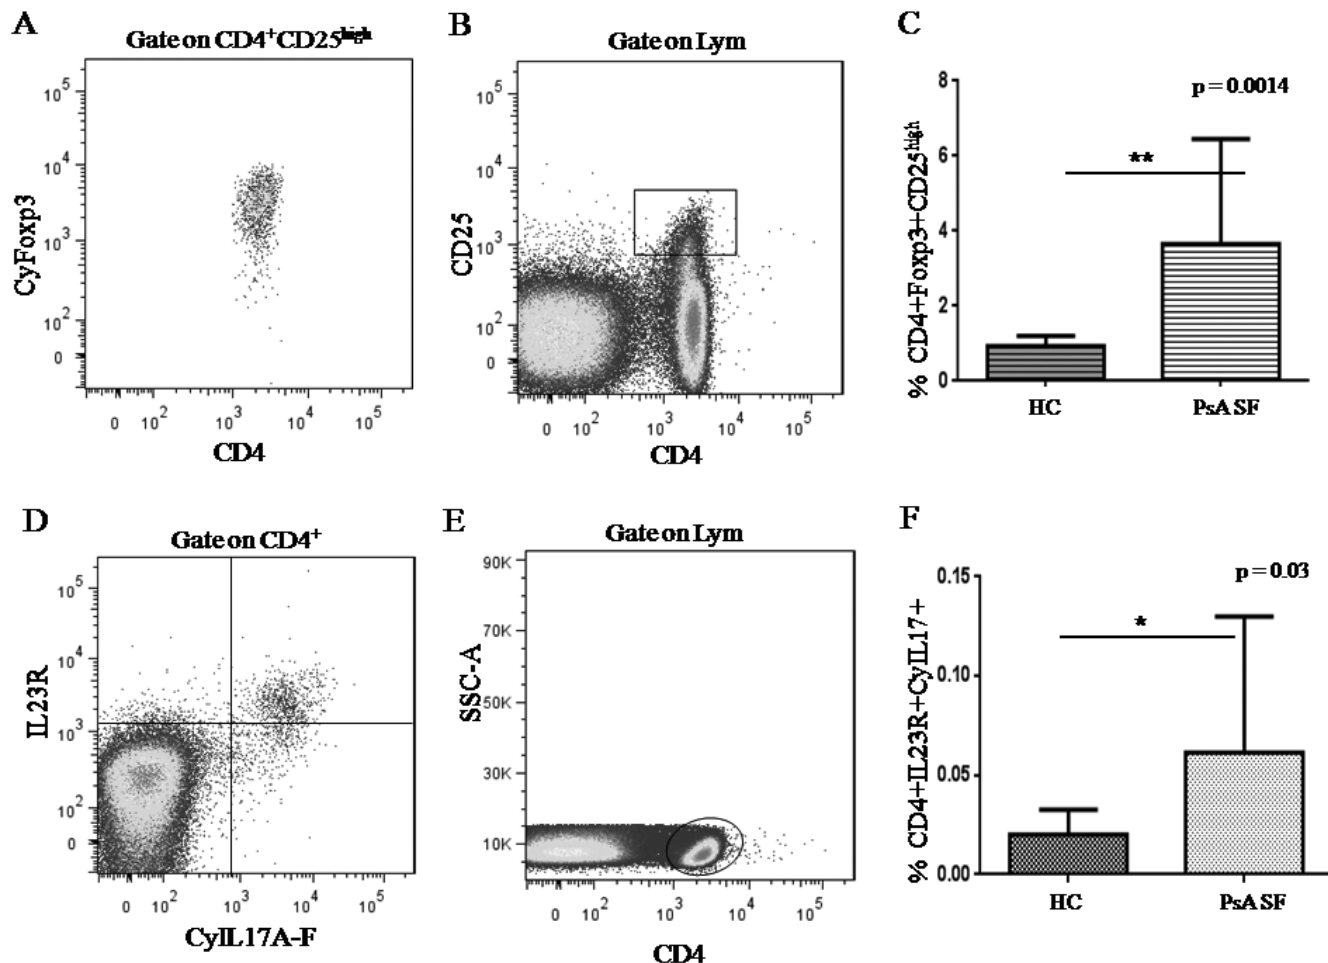 A
Gate on CD4+CD25high
CyFoxp3
10^5
10^4
10^3
10^2
0
0 10^2 10^3 10^4 10^5
CD4
B
Gate on Lym
CD25
10^5
10^4
10^3
10^2
0
0 10^2 10^3 10^4 10^5
CD4
C
p = 0.0014
**
% CD4+Foxp3+CD25high
8
6
4
2
0
HC PsA SF
D
Gate on CD4+
IL23R
10^5
10^4
10^3
10^2
0
0 10^2 10^3 10^4 10^5
CyIL17A-F
E
Gate on Lym
SSC-A
90K
70K
50K
30K
10K
0 10^2 10^3 10^4 10^5
CD4
F
p = 0.03
*
% CD4+IL23R+CyIL17+
0.15
0.10
0.05
0.00
HC PsA SF